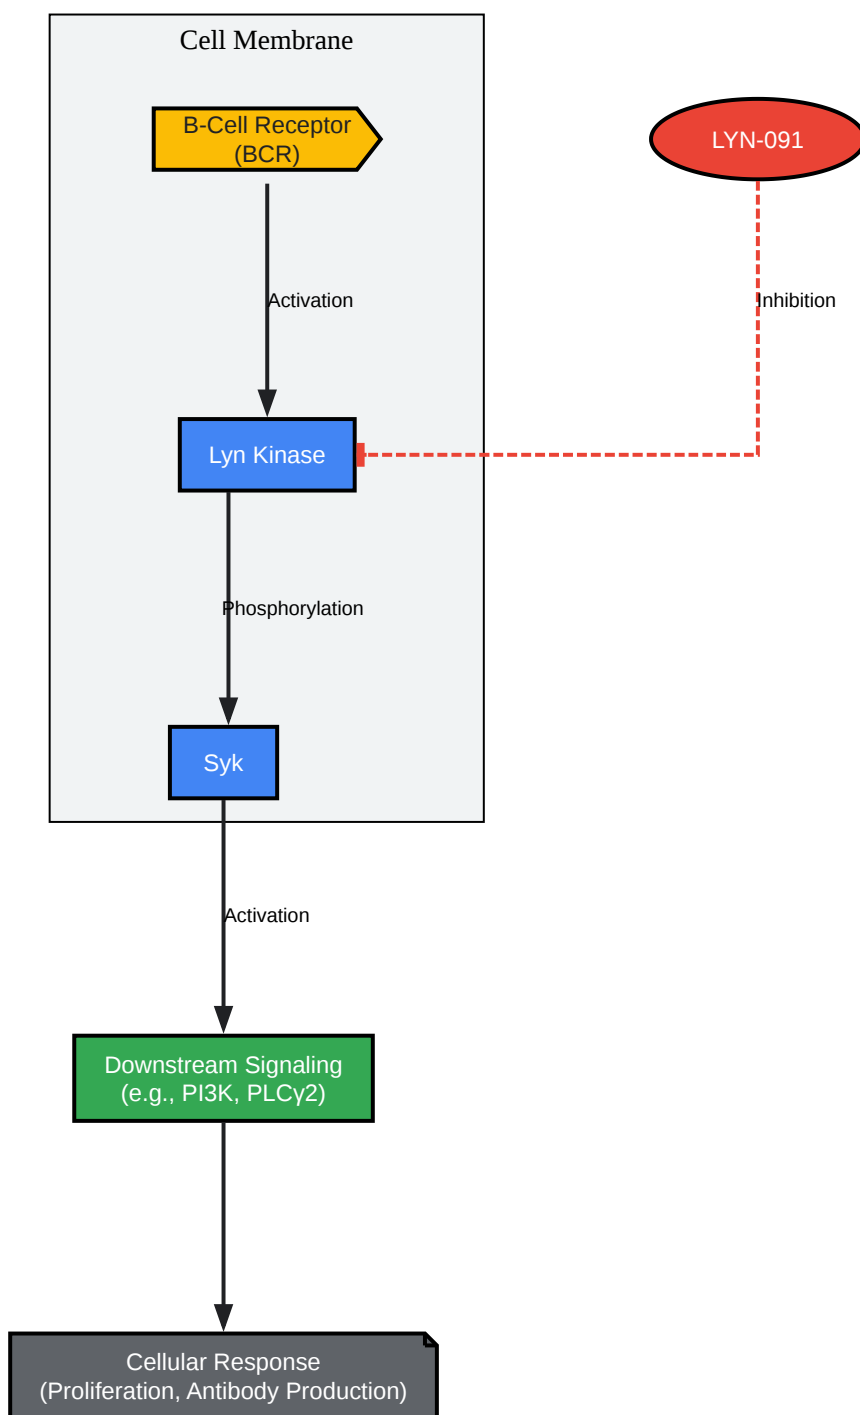 Cell Membrane
B-Cell Receptor
(BCR)
LYN-091
Activation
Inhibition
Lyn Kinase
Phosphorylation
Syk
Activation
Downstream Signaling
(e.g., PI3K, PLCγ2)
Cellular Response
(Proliferation, Antibody Production)